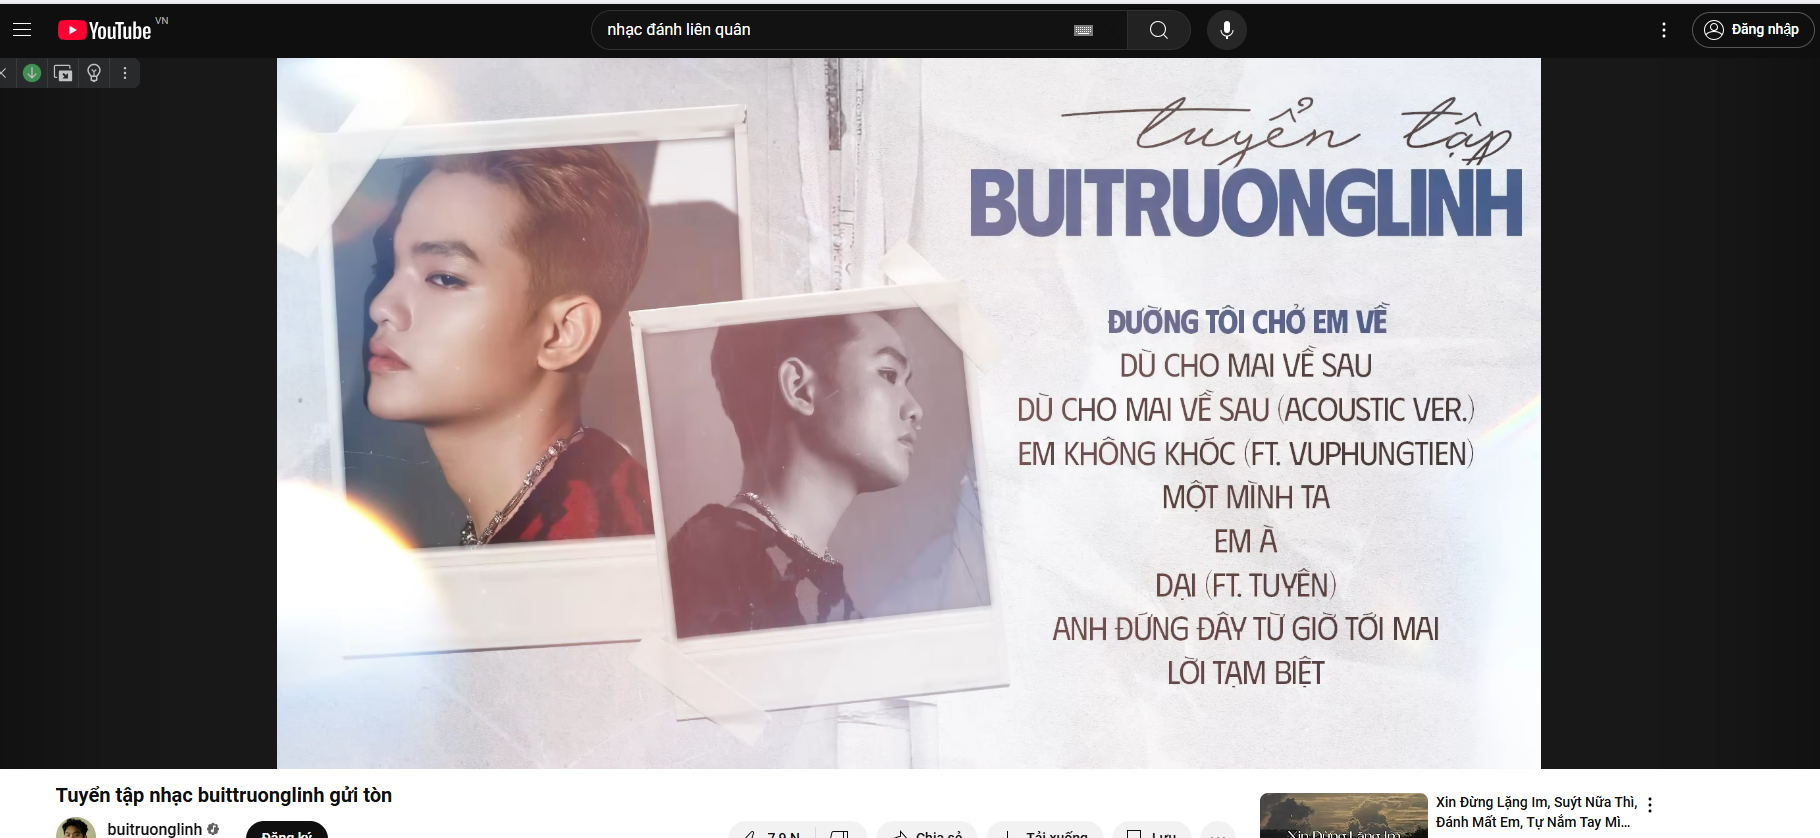 YouTube VN
nhạc đánh liên quân
Đăng nhập
tuyển tập
BUITRUONGLINH
ĐƯỜNG TÔI CHỞ EM VỀ
DÙ CHO MAI VỀ SAU
DÙ CHO MAI VỀ SAU (ACOUSTIC VER.)
EM KHÔNG KHÓC (FT. VUPHUNGTIEN)
MỘT MÌNH TA
EM À
DẠI (FT. TUYÊN)
ANH ĐỨNG ĐÂY TỪ GIỜ TỚI MAI
LỜI TẠM BIỆT
Tuyển tập nhạc buittruonglinh gửi tòn
buitruonglinh
Đăng ký
7,9 N
Chia sẻ
Tải xuống
Lưu
Xin Đừng Lặng Im
Xin Đừng Lặng Im, Suýt Nữa Thì,
Đánh Mất Em, Tự Nắm Tay Mì...